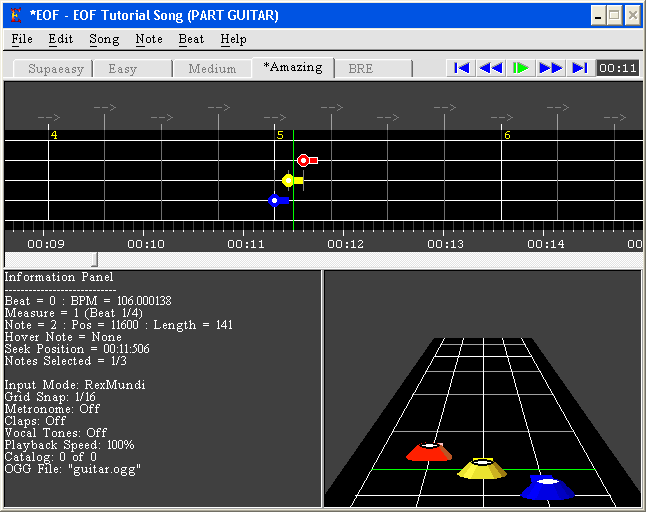 *EOF - EOF Tutorial Song (PART GUITAR)
File Edit Song Note Beat Help
Supaeasy Easy Medium *Amazing BRE 00:11
--> --> --> --> --> --> --> --> --> --> -->
4 5 6
00:09 00:10 00:11 00:12 00:13 00:14 00
Information Panel
----------------------------
Beat = 0 : BPM = 106.000138
Measure = 1 (Beat 1/4)
Note = 2 : Pos = 11600 : Length = 141
Hover Note = None
Seek Position = 00:11:506
Notes Selected = 1/3
Input Mode: RexMundi
Grid Snap: 1/16
Metronome: Off
Claps: Off
Vocal Tones: Off
Playback Speed: 100%
Catalog: 0 of 0
OGG File: "guitar.ogg"